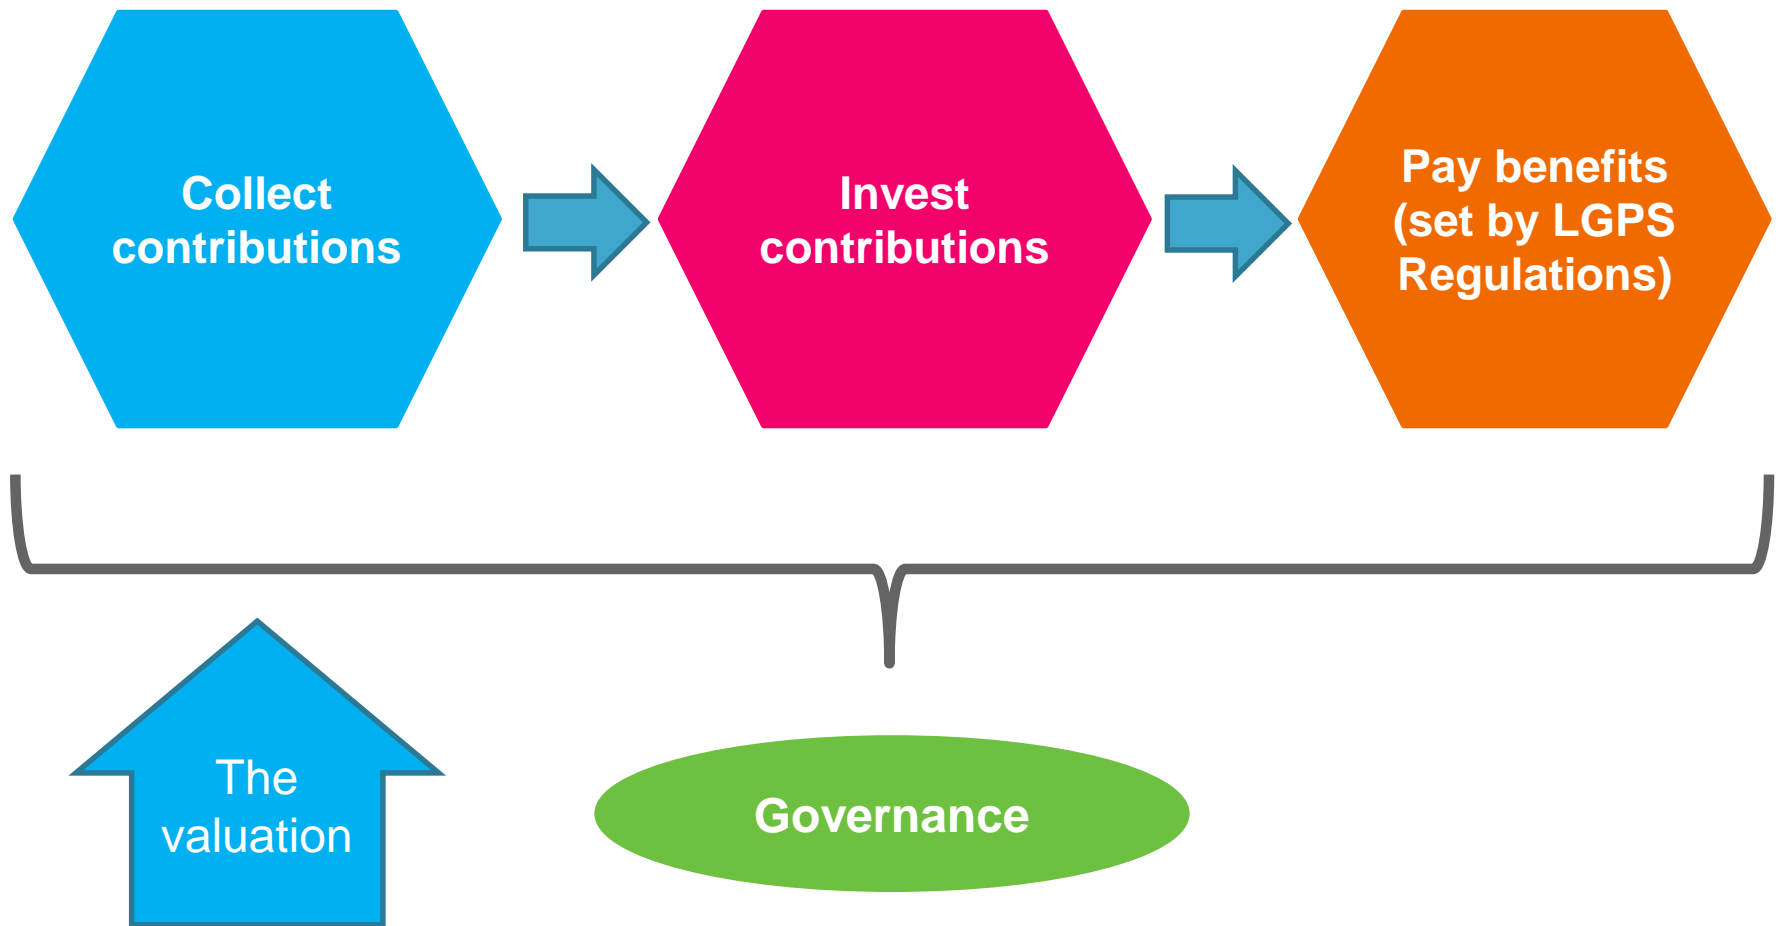 Collect
contributions
Invest
contributions
Pay benefits
(set by LGPS
Regulations)
The
valuation
Governance